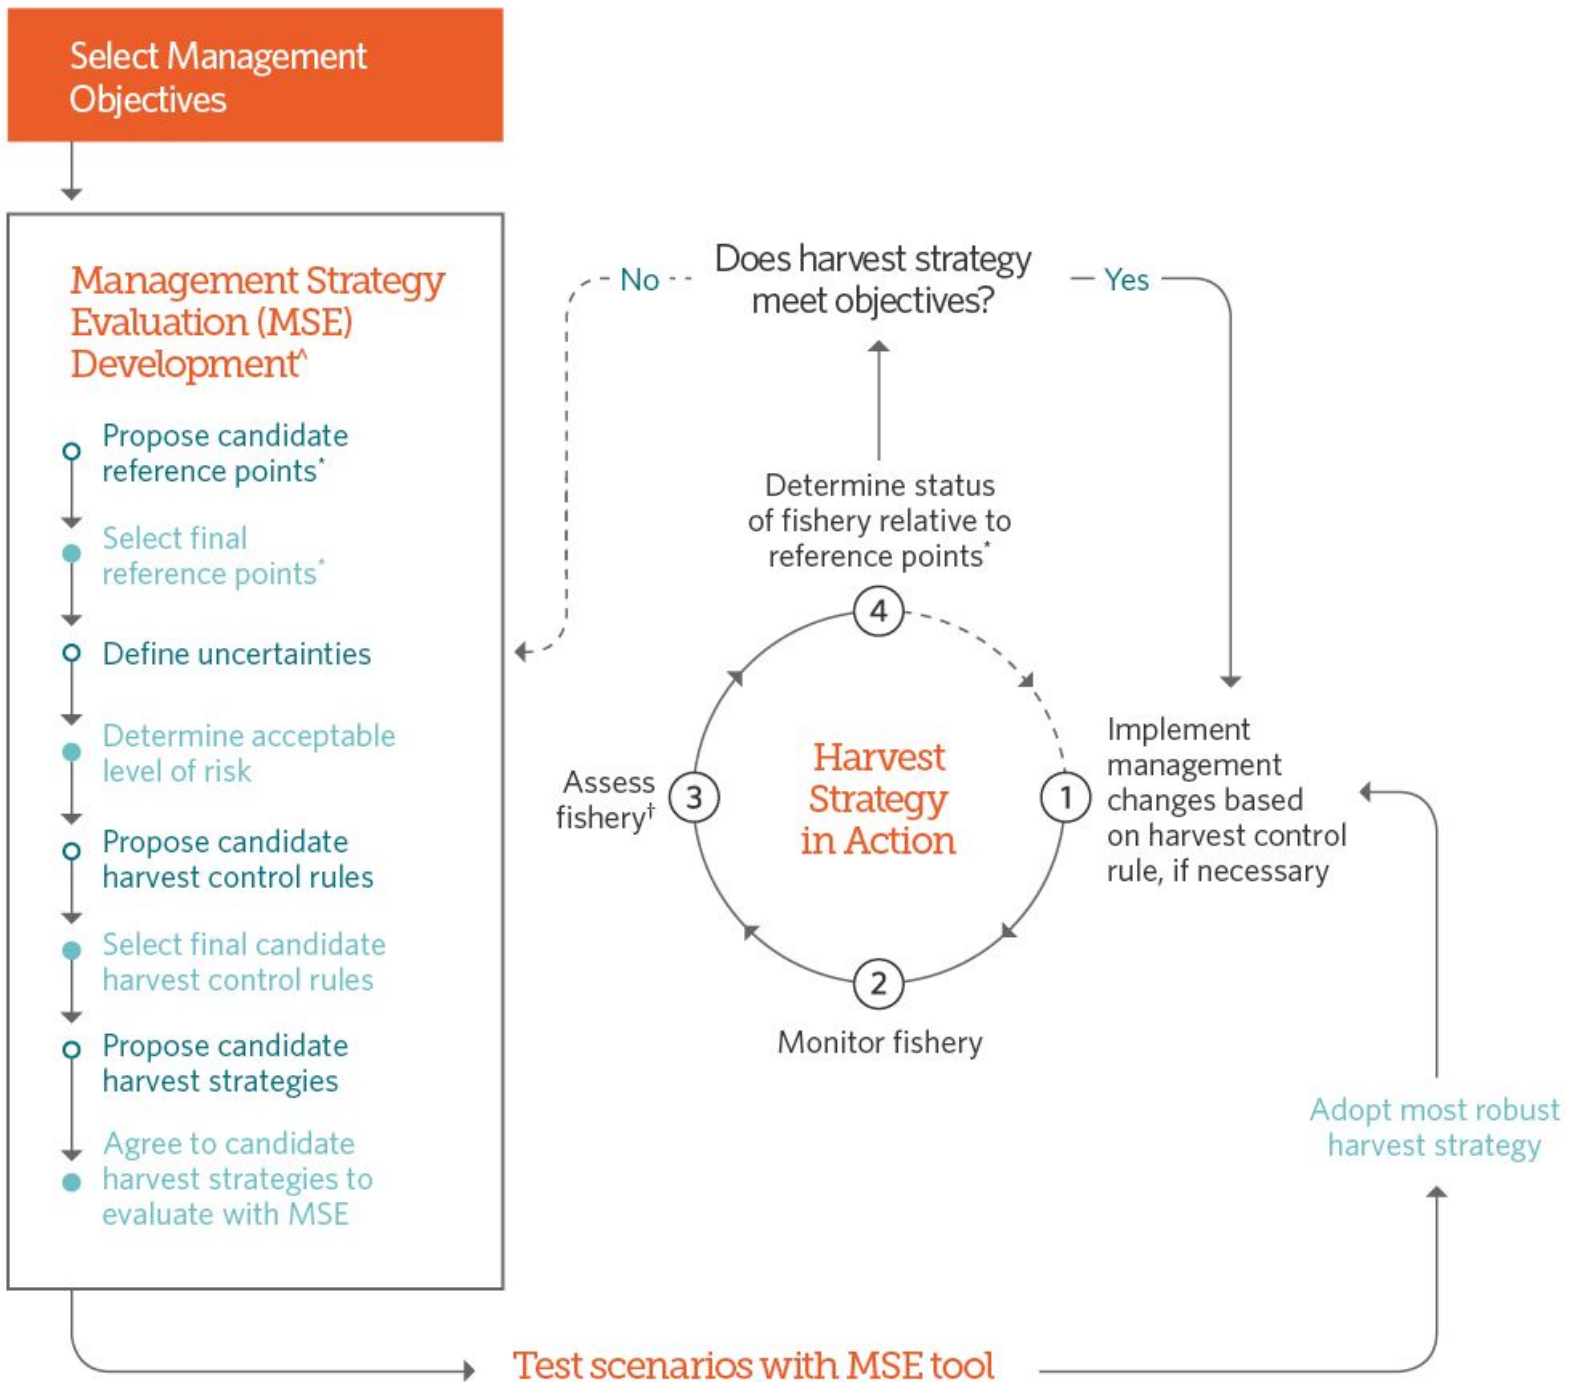 Select Management
Objectives
Management Strategy
Evaluation (MSE)
Development^
Propose candidate
reference points*
Select final
reference points*
Define uncertainties
Determine acceptable
level of risk
Propose candidate
harvest control rules
Select final candidate
harvest control rules
Propose candidate
harvest strategies
Agree to candidate
harvest strategies to
evaluate with MSE
Test scenarios with MSE tool
Adopt most robust
harvest strategy
Does harvest strategy
meet objectives?
No
Yes
Determine status
of fishery relative to
reference points*
4
Harvest
Strategy
in Action
Implement
management
changes based
on harvest control
rule, if necessary
1
Assess
fishery†
3
2
Monitor fishery